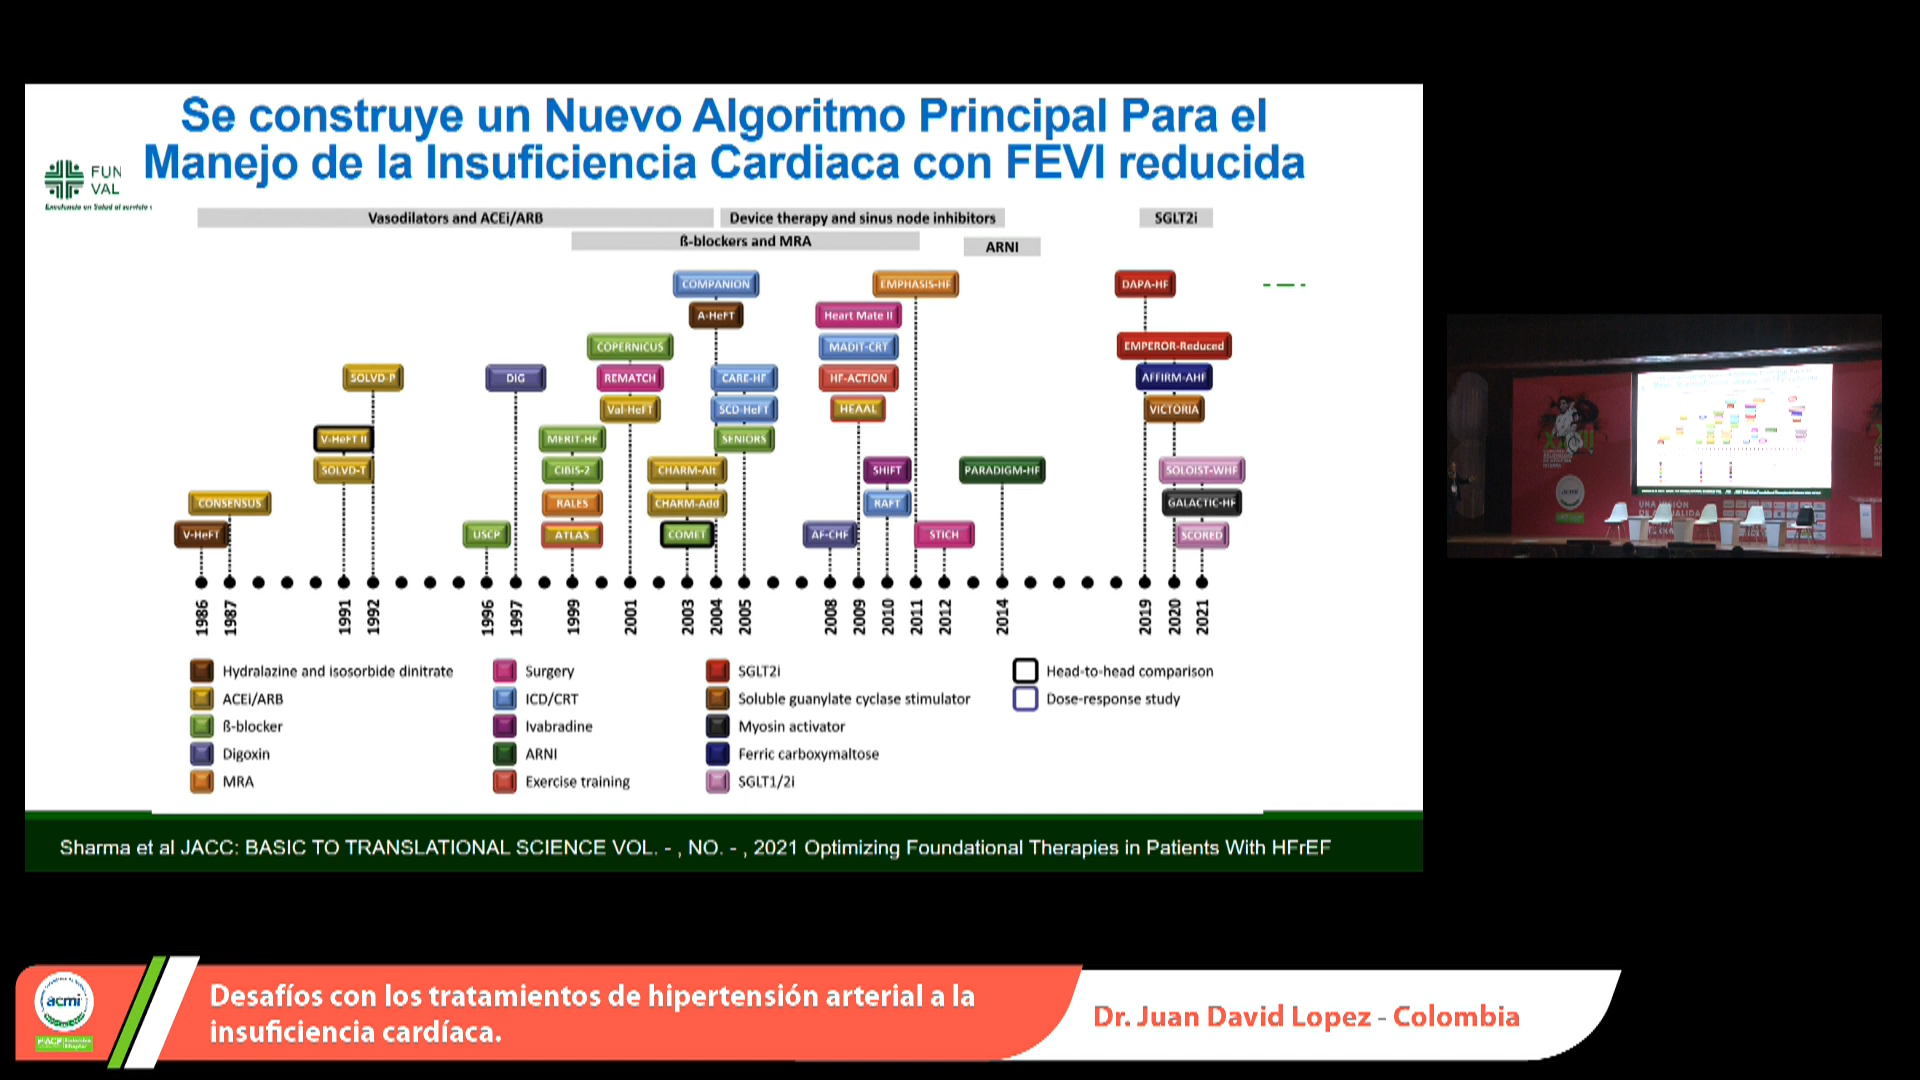 Se construye un Nuevo Algoritmo Principal Para el
Manejo de la Insuficiencia Cardiaca con FEVI reducida
FUN
VAL
Excelencia en Salud al servicio
Vasodilators and ACEi/ARB
Device therapy and sinus node inhibitors
SGLT2i
ß-blockers and MRA
ARNI
COMPANION
EMPHASIS-HF
DAPA-HF
A-HeFT
Heart Mate II
COPERNICUS
MADIT-CRT
EMPEROR-Reduced
SOLVD-P
DIG
REMATCH
CARE-HF
HF-ACTION
AFFIRM-AHF
Val-HeFT
SCD-HeFT
HEAAL
VICTORIA
V-HeFT II
MERIT-HF
SENIORS
SOLVD-T
CIBIS-2
CHARM-Alt
SHIFT
PARADIGM-HF
SOLOIST-WHF
CONSENSUS
RALES
CHARM-Add
RAFT
GALACTIC-HF
V-HeFT
USCP
ATLAS
COMET
AF-CHF
STICH
SCORED
1986
1987
1991
1992
1996
1997
1999
2001
2003
2004
2005
2008
2009
2010
2011
2012
2014
2019
2020
2021
Hydralazine and isosorbide dinitrate
ACEi/ARB
ß-blocker
Digoxin
MRA
Surgery
ICD/CRT
Ivabradine
ARNI
Exercise training
SGLT2i
Soluble guanylate cyclase stimulator
Myosin activator
Ferric carboxymaltose
SGLT1/2i
Head-to-head comparison
Dose-response study
Sharma et al JACC: BASIC TO TRANSLATIONAL SCIENCE VOL. - , NO. - , 2021 Optimizing Foundational Therapies in Patients With HFrEF
acmi
Desafíos con los tratamientos de hipertensión arterial a la
insuficiencia cardíaca.
Dr. Juan David Lopez - Colombia